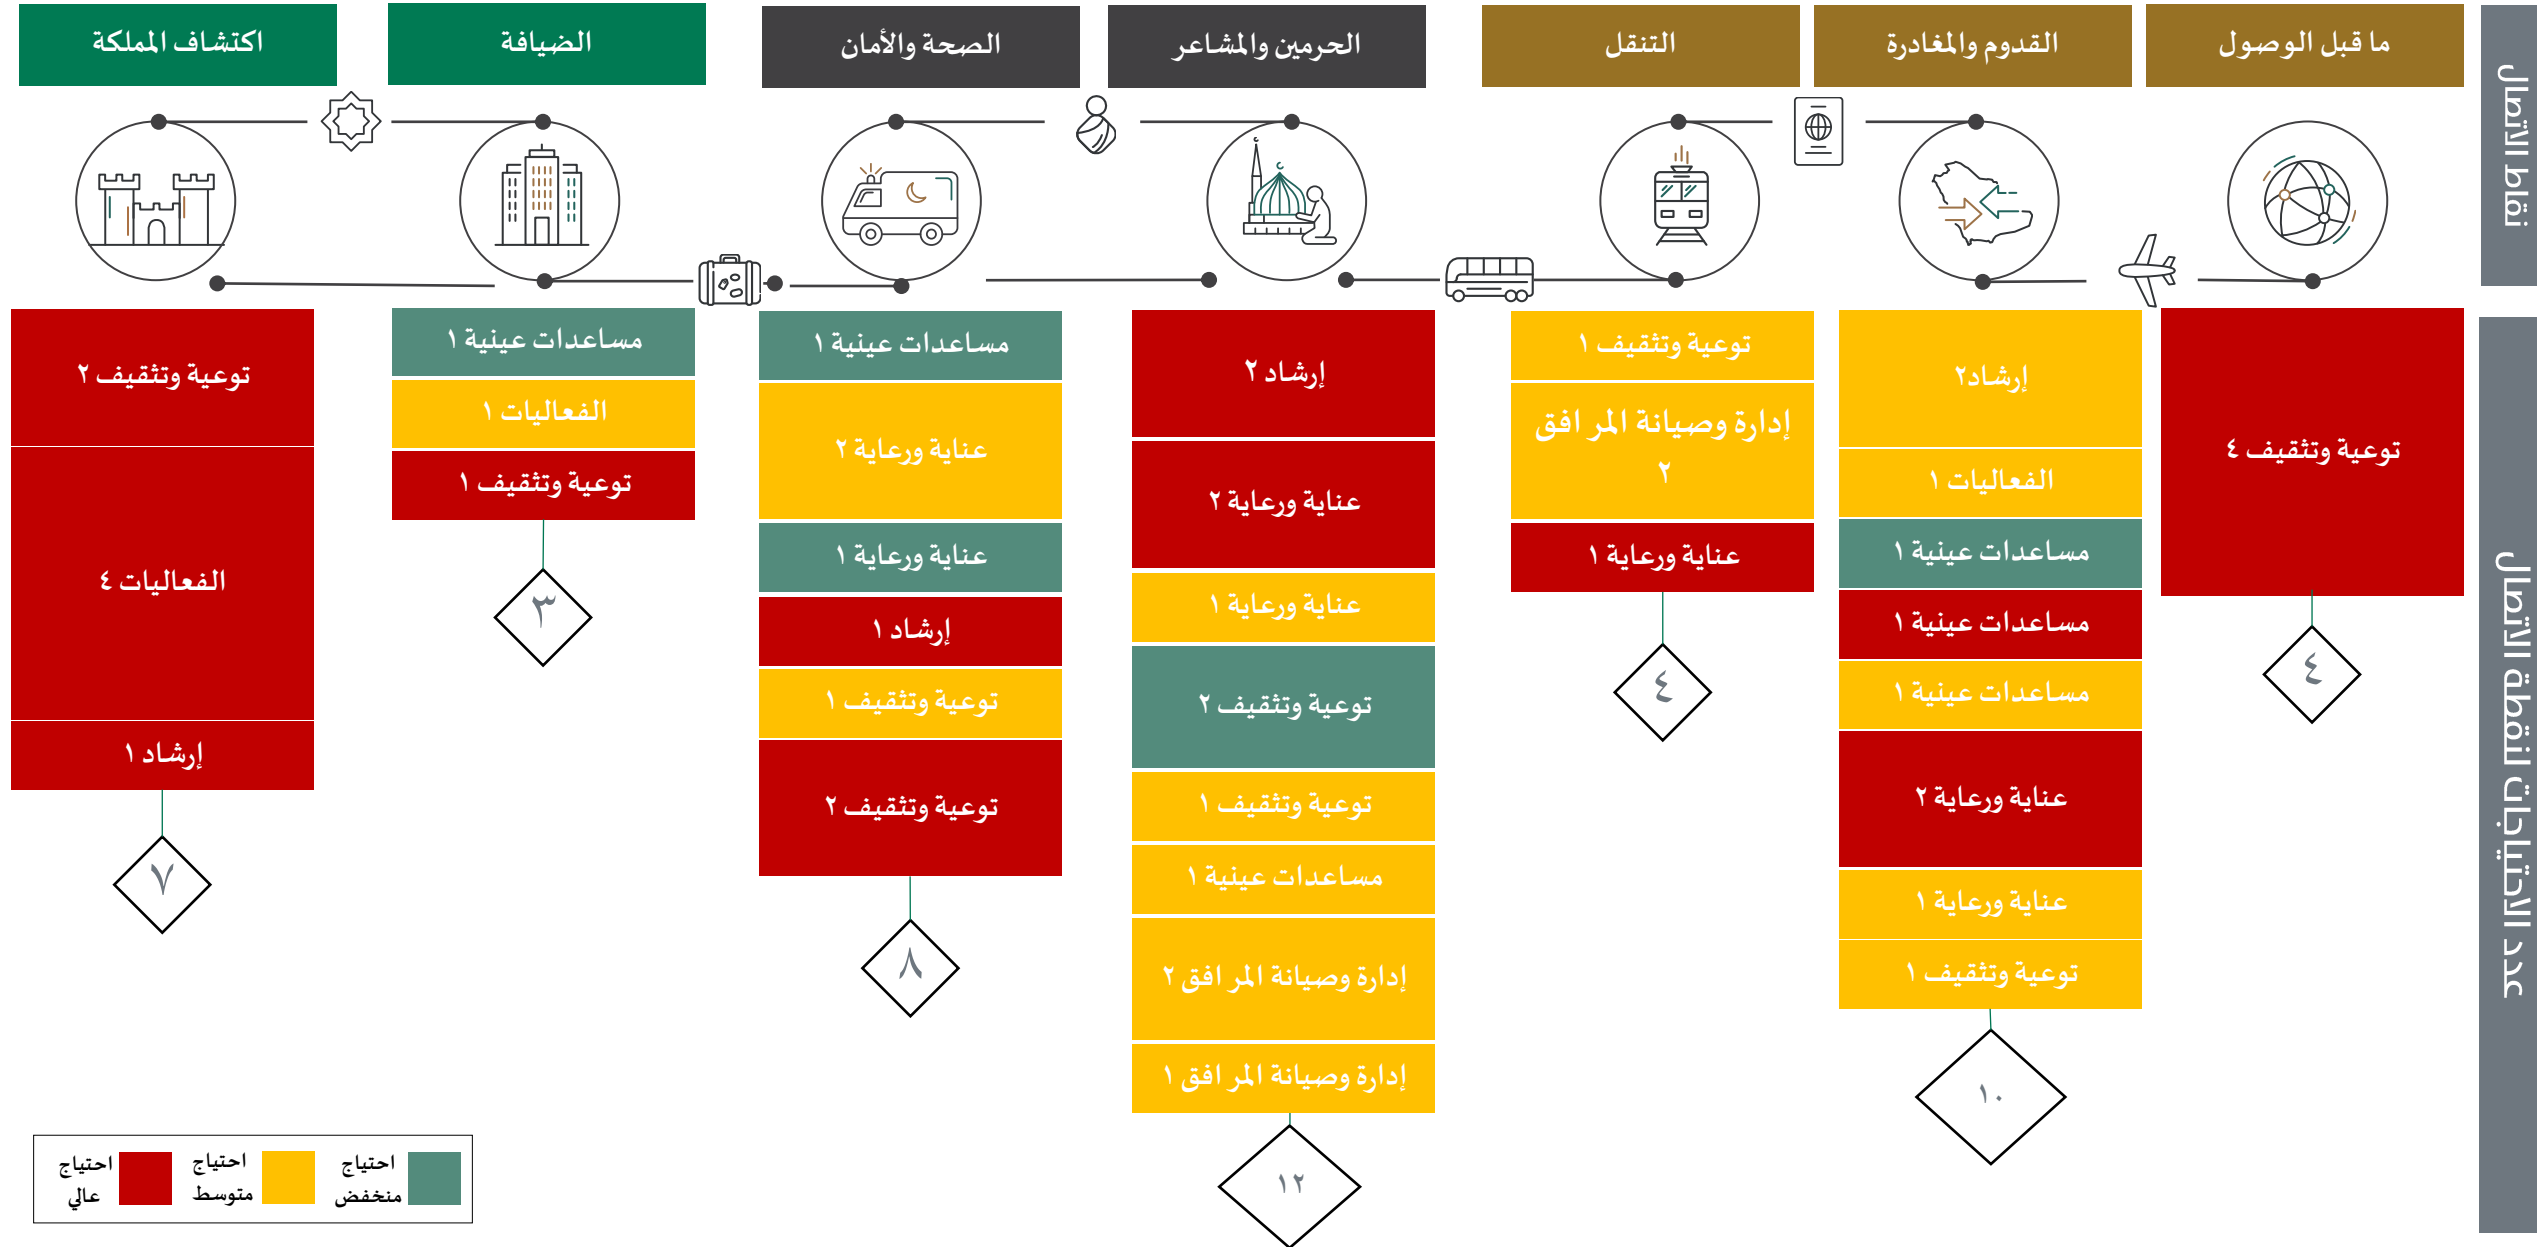 نقاط الاتصال
ما قبل الوصول
القدوم والمغادرة
التنقل
الحرمين والمشاعر
الصحة والأمان
الضيافة
اكتشاف المملكة
عدد الاحتياجات لنقطة الاتصال
توعية وتثقيف ٤
٤
إرشاد٢
الفعاليات ١
مساعدات عينية ١
مساعدات عينية ١
مساعدات عينية ١
عناية ورعاية ٢
عناية ورعاية ١
توعية وتثقيف ١
١٠
توعية وتثقيف ١
إدارة وصيانة المرافق
٢
عناية ورعاية ١
٤
إرشاد ٢
عناية ورعاية ٢
عناية ورعاية ١
توعية وتثقيف ٢
توعية وتثقيف ١
مساعدات عينية ١
إدارة وصيانة المرافق ٢
إدارة وصيانة المرافق ١
١٢
مساعدات عينية ١
عناية ورعاية ٢
عناية ورعاية ١
إرشاد ١
توعية وتثقيف ١
توعية وتثقيف ٢
٨
مساعدات عينية ١
الفعاليات ١
توعية وتثقيف ١
٣
توعية وتثقيف ٢
الفعاليات ٤
إرشاد ١
٧
احتياج
منخفض
احتياج
متوسط
احتياج
عالي